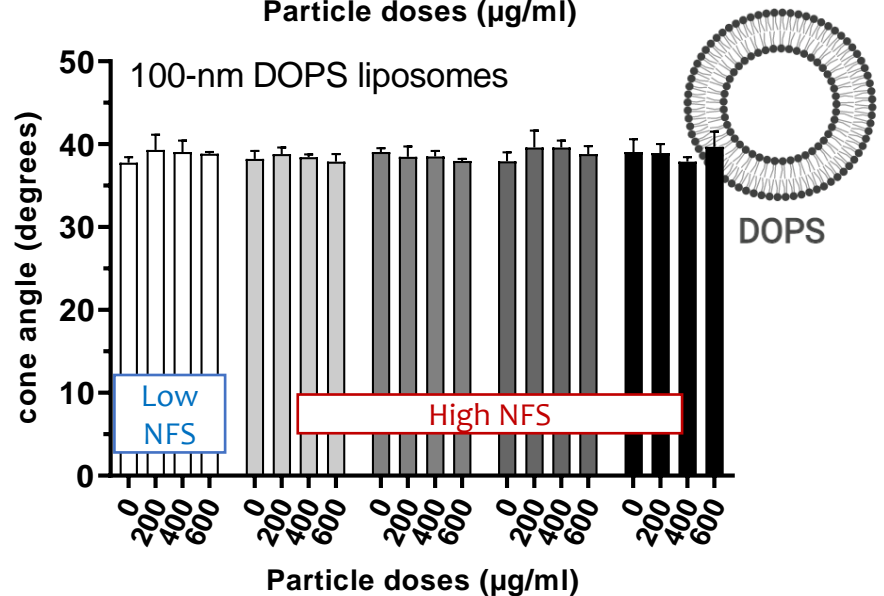 Particle doses (µg/ml)
100-nm DOPS liposomes
DOPS
cone angle (degrees)
50
40
30
20
10
0
Low
NFS
High NFS
0 200 400 600 0 200 400 600 0 200 400 600 0 200 400 600 0 200 400 600
Particle doses (µg/ml)